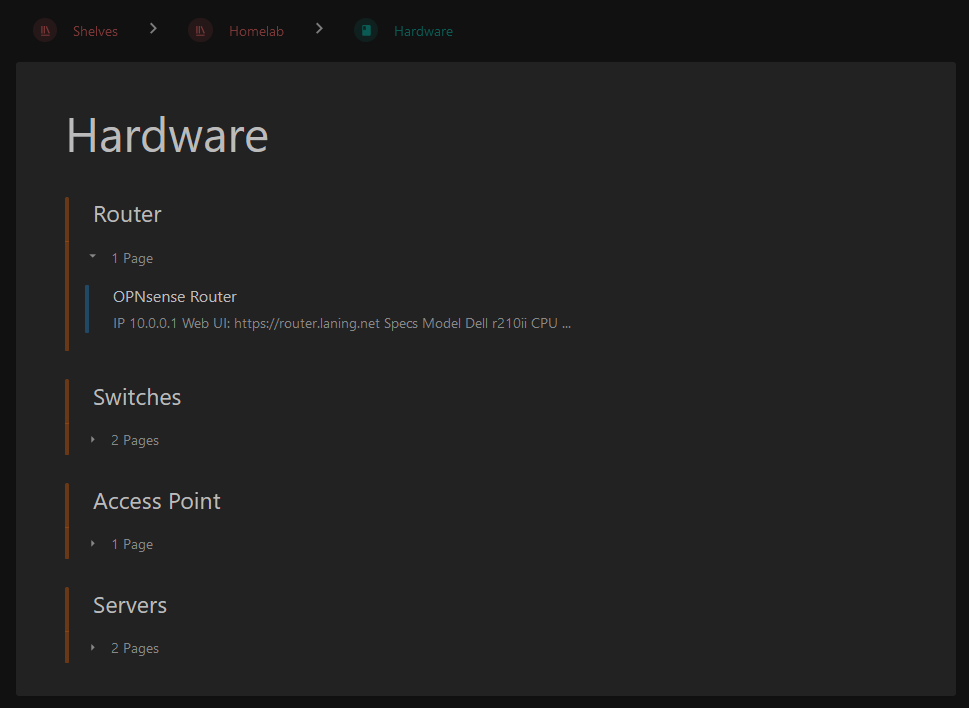 Shelves > Homelab > Hardware
Hardware
Router
1 Page
OPNsense Router
IP 10.0.0.1 Web UI: https://router.laning.net Specs Model Dell r210ii CPU ...
Switches
2 Pages
Access Point
1 Page
Servers
2 Pages